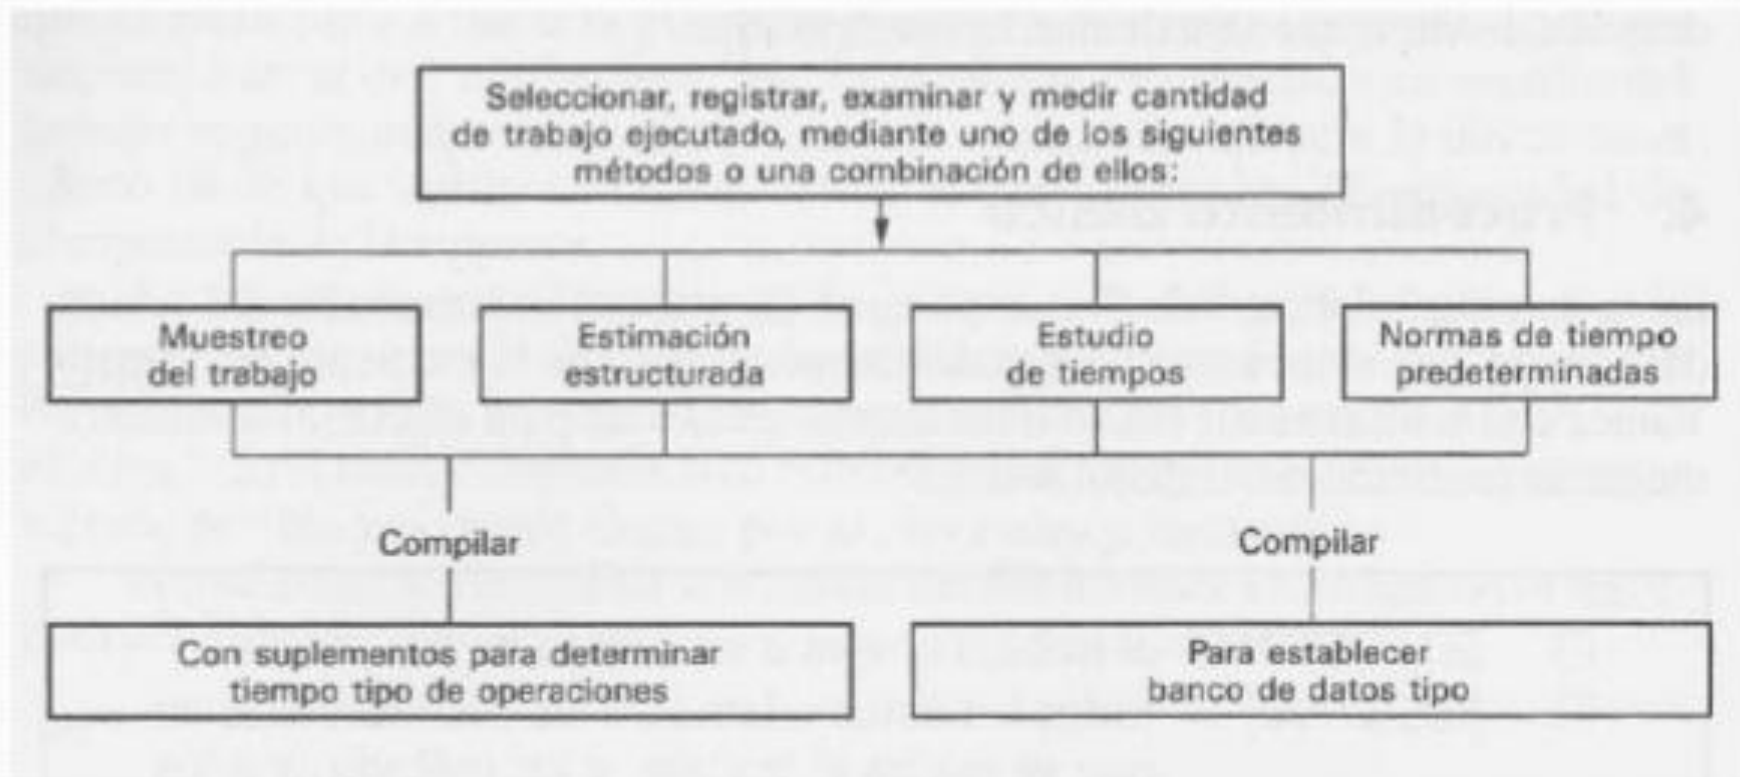 Seleccionar, registrar, examinar y medir cantidad
de trabajo ejecutado, mediante uno de los siguientes
métodos o una combinación de ellos:
Muestreo
del trabajo
Estimación
estructurada
Estudio
de tiempos
Normas de tiempo
predeterminadas
Compilar
Compilar
Con suplementos para determinar
tiempo tipo de operaciones
Para establecer
banco de datos tipo